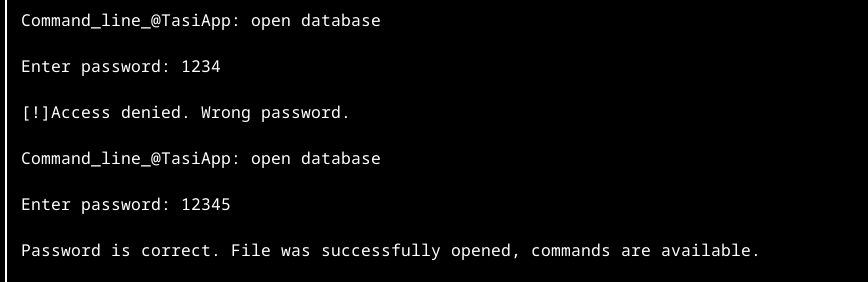 Command_line_@TasiApp: open database
Enter password: 1234
[!]Access denied. Wrong password.
Command_line_@TasiApp: open database
Enter password: 12345
Password is correct. File was successfully opened, commands are available.